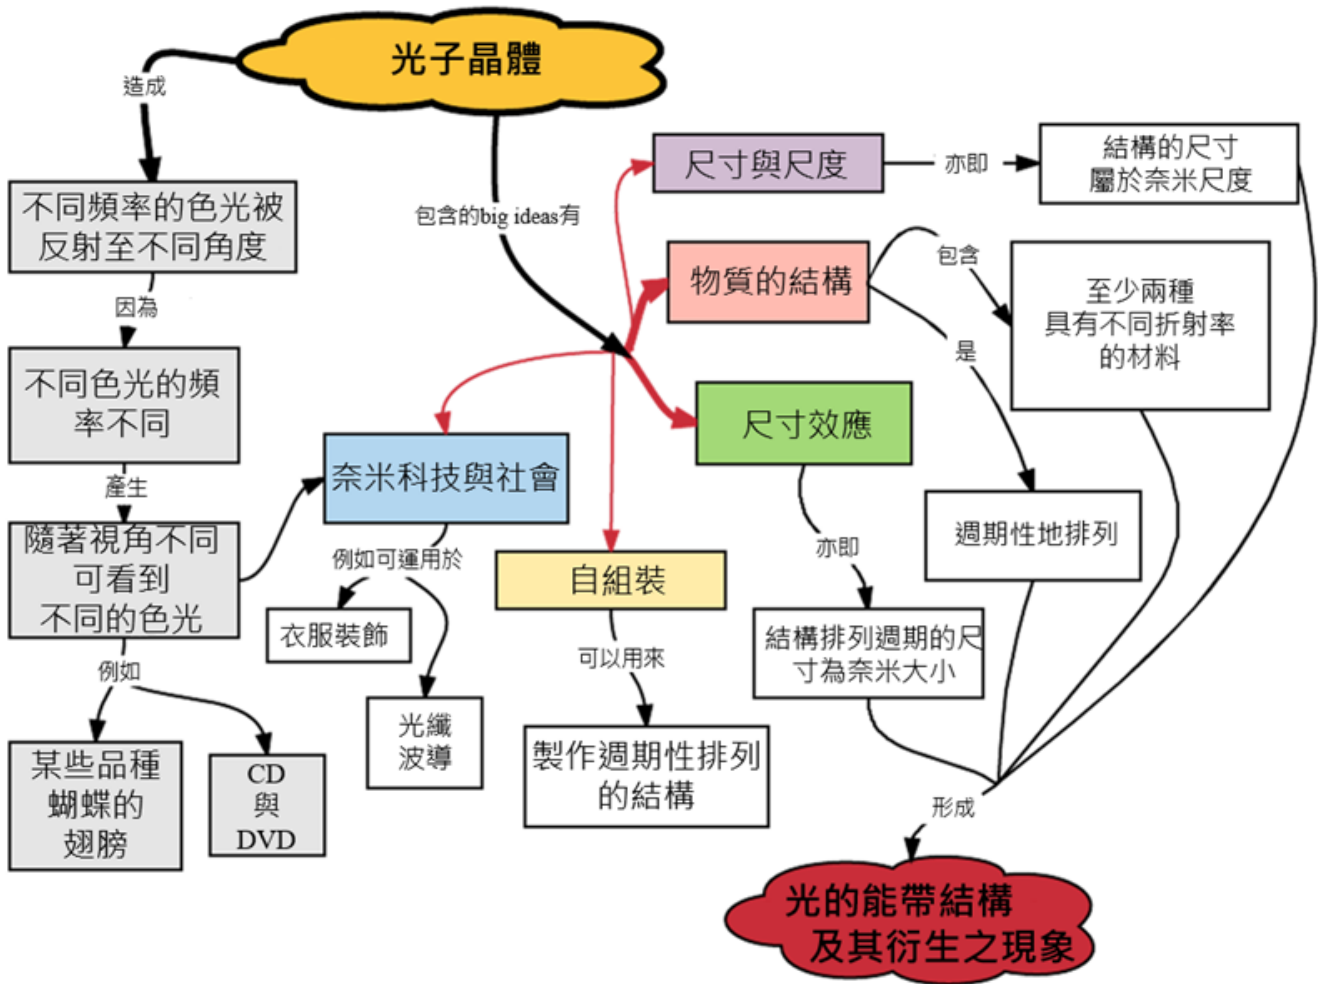 光子晶體
造成
不同頻率的色光被
反射至不同角度
因為
不同色光的頻
率不同
產生
隨著視角不同
可看到
不同的色光
例如
某些品種
蝴蝶的
翅膀
CD
與
DVD
包含的big ideas有
尺寸與尺度
亦即
結構的尺寸
屬於奈米尺度
物質的結構
包含
至少兩種
具有不同折射率
的材料
是
週期性地排列
尺寸效應
亦即
結構排列週期的尺
寸為奈米大小
奈米科技與社會
例如可運用於
衣服裝飾
光纖
波導
自組裝
可以用來
製作週期性排列
的結構
形成
光的能帶結構
及其衍生之現象